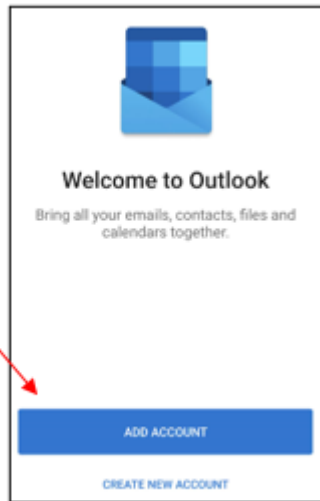 Welcome to Outlook
Bring all your emails, contacts, files and
calendars together.
ADD ACCOUNT
CREATE NEW ACCOUNT